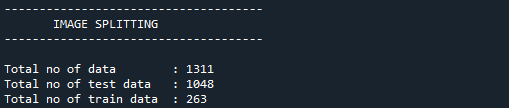 -------------------------------------
IMAGE SPLITTING
-------------------------------------
Total no of data : 1311
Total no of test data : 1048
Total no of train data : 263